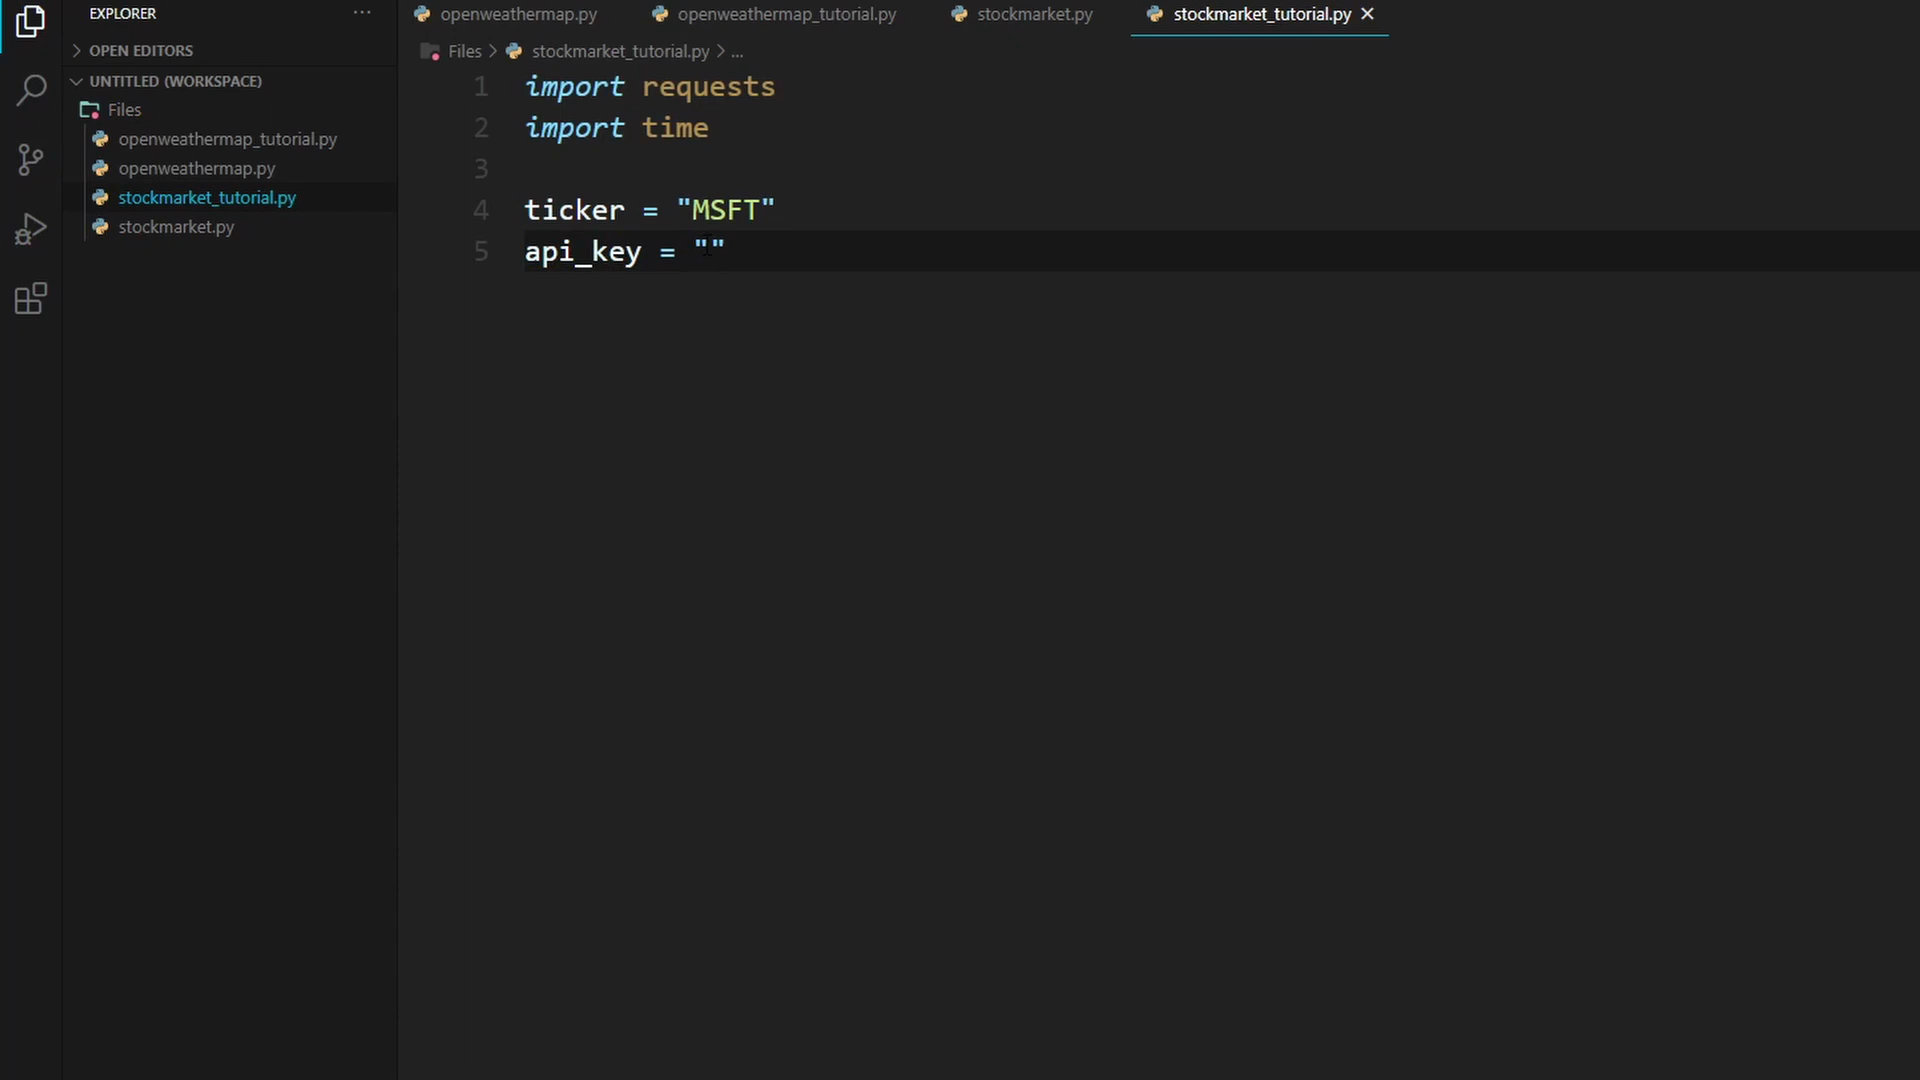 EXPLORER ...
OPEN EDITORS
UNTITLED (WORKSPACE)
Files
openweathermap_tutorial.py
openweathermap.py
stockmarket_tutorial.py
stockmarket.py
openweathermap.py openweathermap_tutorial.py stockmarket.py stockmarket_tutorial.py
Files > stockmarket_tutorial.py > ...
1 import requests
2 import time
3
4 ticker = "MSFT"
5 api_key = ""